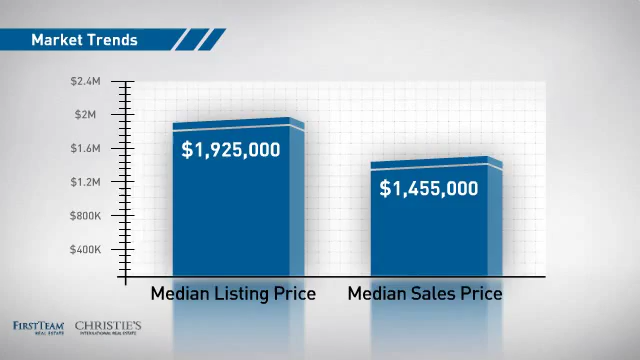 Market Trends
$2.4M
$2M
$1.6M
$1.2M
$800K
$400K
$1,925,000
$1,455,000
Median Listing Price
Median Sales Price
FIRSTTEAM
REAL ESTATE
CHRISTIE'S
INTERNATIONAL REAL ESTATE